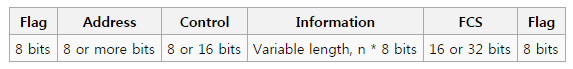 Flag Address Control Information FCS Flag
8 bits 8 or more bits 8 or 16 bits Variable length, n * 8 bits 16 or 32 bits 8 bits